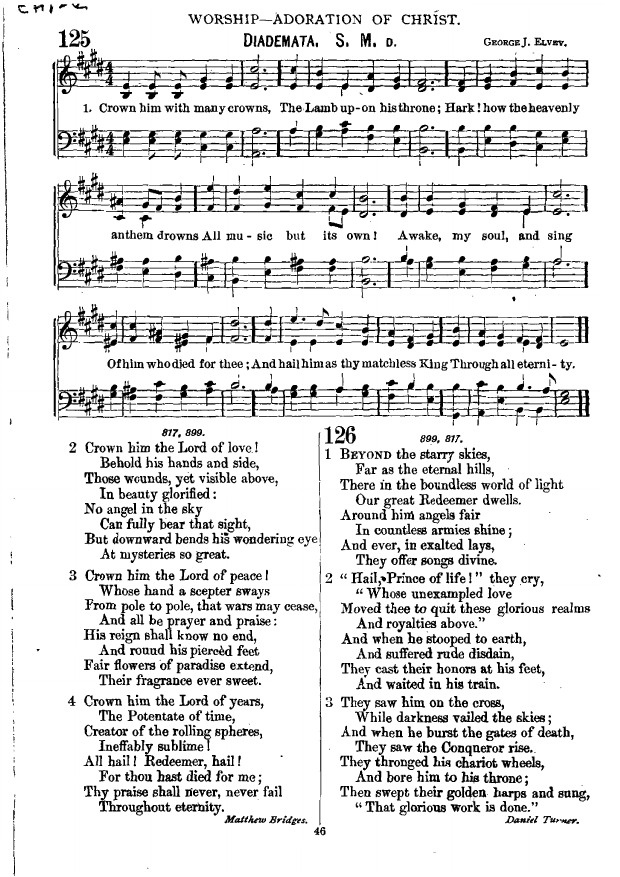 WORSHIP—ADORATION OF CHRIST.
125
DIADEMATA. S. M. D.
GEORGE J. ELVEY.
1. Crown him with many crowns, The Lamb up-on his throne; Hark! how the heavenly
anthem drowns All mu - sic but its own! Awake, my soul, and sing
Of him who died for thee; And hail him as thy matchless King Through all eterni - ty.
817, 899.
2 Crown him the Lord of love!
Behold his hands and side,
Those wounds, yet visible above,
In beauty glorified:
No angel in the sky
Can fully bear that sight,
But downward bends his wondering eye
At mysteries so great.
3 Crown him the Lord of peace!
Whose hand a scepter sways
From pole to pole, that wars may cease,
And all be prayer and praise:
His reign shall know no end,
And round his piercèd feet
Fair flowers of paradise extend,
Their fragrance ever sweet.
4 Crown him the Lord of years,
The Potentate of time,
Creator of the rolling spheres,
Ineffably sublime!
All hail! Redeemer, hail!
For thou hast died for me;
Thy praise shall never, never fail
Throughout eternity.
Matthew Bridges.
126
899, 817.
1 BEYOND the starry skies,
Far as the eternal hills,
There in the boundless world of light
Our great Redeemer dwells.
Around him angels fair
In countless armies shine;
And ever, in exalted lays,
They offer songs divine.
2 "Hail, Prince of life!" they cry,
"Whose unexampled love
Moved thee to quit these glorious realms
And royalties above."
And when he stooped to earth,
And suffered rude disdain,
They cast their honors at his feet,
And waited in his train.
3 They saw him on the cross,
While darkness vailed the skies;
And when he burst the gates of death,
They saw the Conqueror rise.
They thronged his chariot wheels,
And bore him to his throne;
Then swept their golden harps and sung,
"That glorious work is done."
Daniel Turner.
46